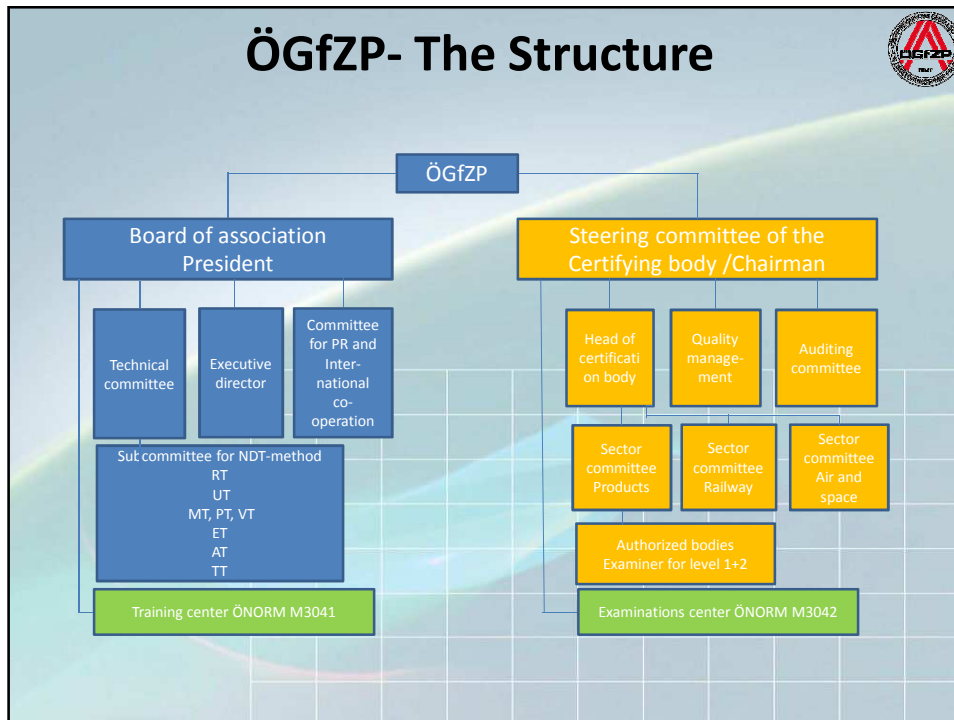 ÖGfZP- The Structure
ÖGfZP
ÖGfZP
Board of association
President
Steering committee of the
Certifying body /Chairman
Technical
committee
Executive
director
Committee
for PR and
Inter-
national
co-
operation
Head of
certificati
on body
Quality
manage-
ment
Auditing
committee
Subcommittee for NDT-method
RT
UT
MT, PT, VT
ET
AT
TT
Sector
committee
Products
Sector
committee
Railway
Sector
committee
Air and
space
Authorized bodies
Examiner for level 1+2
Training center ÖNORM M3041
Examinations center ÖNORM M3042